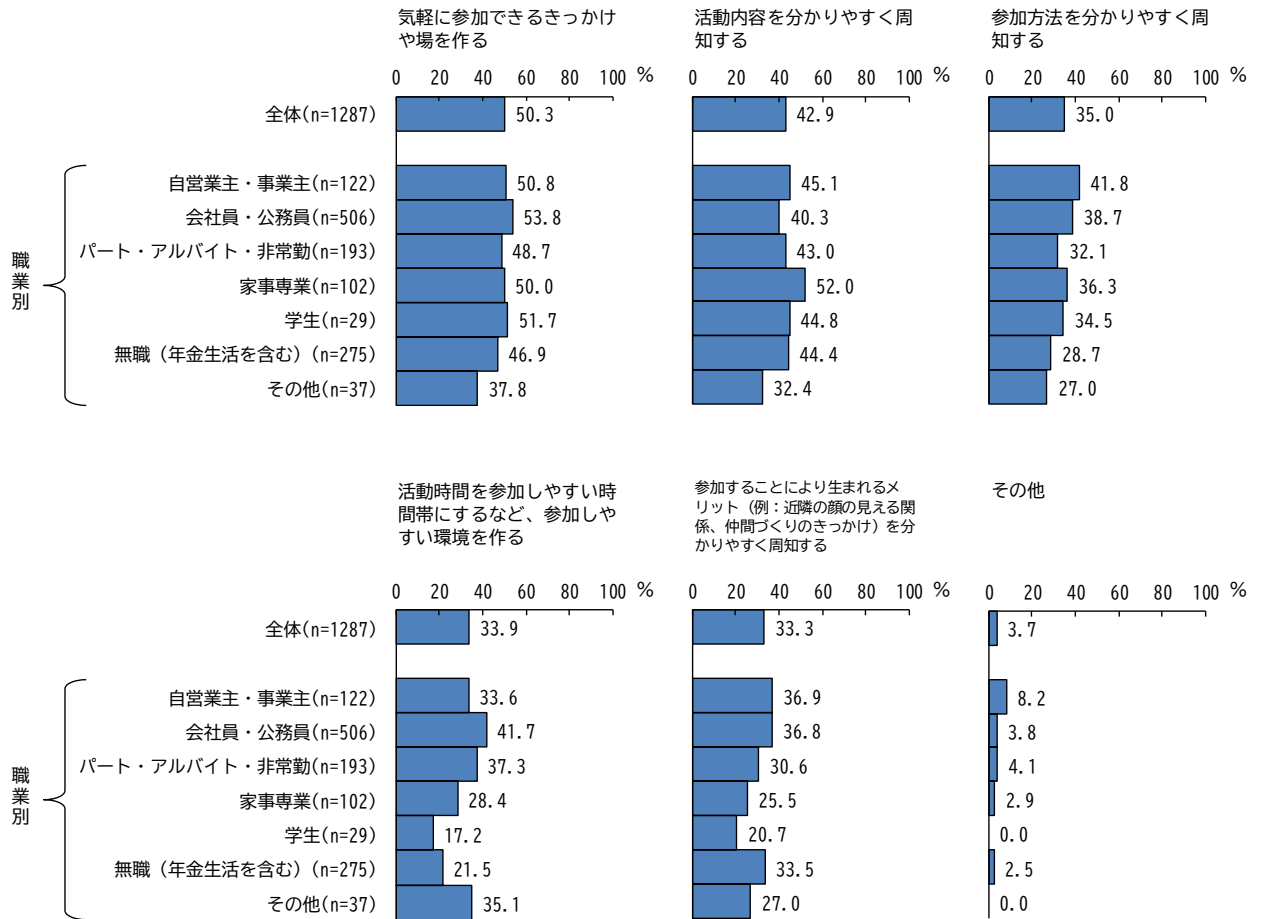 気軽に参加できるきっかけ
や場を作る
活動内容を分かりやすく周
知する
参加方法を分かりやすく周
知する
0 20 40 60 80 100 %
0 20 40 60 80 100 %
0 20 40 60 80 100 %
全体(n=1287) 50.3 42.9 35.0
職業別
自営業主・事業主(n=122) 50.8 45.1 41.8
会社員・公務員(n=506) 53.8 40.3 38.7
パート・アルバイト・非常勤(n=193) 48.7 43.0 32.1
家事専業(n=102) 50.0 52.0 36.3
学生(n=29) 51.7 44.8 34.5
無職(年金生活を含む)(n=275) 46.9 44.4 28.7
その他(n=37) 37.8 32.4 27.0
活動時間を参加しやすい時
間帯にするなど、参加しや
すい環境を作る
参加することにより生まれるメ
リット(例:近隣の顔の見える関
係、仲間づくりのきっかけ)を分
かりやすく周知する
その他
0 20 40 60 80 100 %
0 20 40 60 80 100 %
0 20 40 60 80 100 %
全体(n=1287) 33.9 33.3 3.7
職業別
自営業主・事業主(n=122) 33.6 36.9 8.2
会社員・公務員(n=506) 41.7 36.8 3.8
パート・アルバイト・非常勤(n=193) 37.3 30.6 4.1
家事専業(n=102) 28.4 25.5 2.9
学生(n=29) 17.2 20.7 0.0
無職(年金生活を含む)(n=275) 21.5 33.5 2.5
その他(n=37) 35.1 27.0 0.0